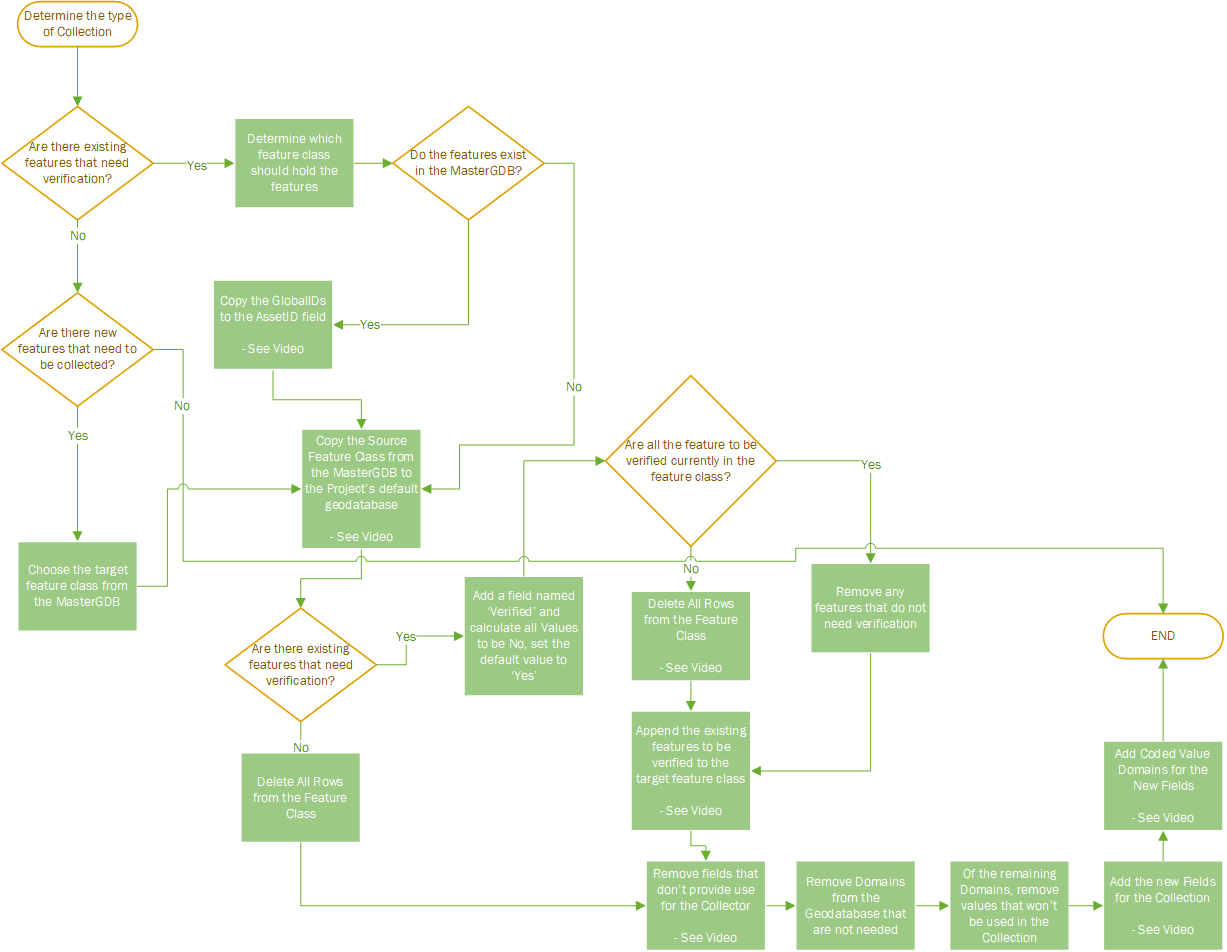 Determine the type
of Collection
Are there existing
features that need
verification?
Yes
Determine which
feature class
should hold the
features
Do the features exist
in the MasterGDB?
No
Copy the GlobalIDs
to the AssetID field
- See Video
Yes
Are there new
features that need to
be collected?
No
No
Yes
Copy the Source
Feature Class from
the MasterGDB to
the Project's default
geodatabase
- See Video
Are all the feature to be
verified currently in the
feature class?
Yes
Choose the target
feature class from
the MasterGDB
No
Add a field named
'Verified' and
calculate all Values
to be No, set the
default value to
'Yes'
Delete All Rows
from the Feature
Class
- See Video
Remove any
features that do not
need verification
END
Are there existing
features that need
verification?
Yes
No
Delete All Rows
from the Feature
Class
Append the existing
features to be
verified to the
target feature class
- See Video
Add Coded Value
Domains for the
New Fields
- See Video
Remove fields that
don't provide use
for the Collector
- See Video
Remove Domains
from the
Geodatabase that
are not needed
Of the remaining
Domains, remove
values that won't
be used in the
Collection
Add the new Fields
for the Collection
- See Video